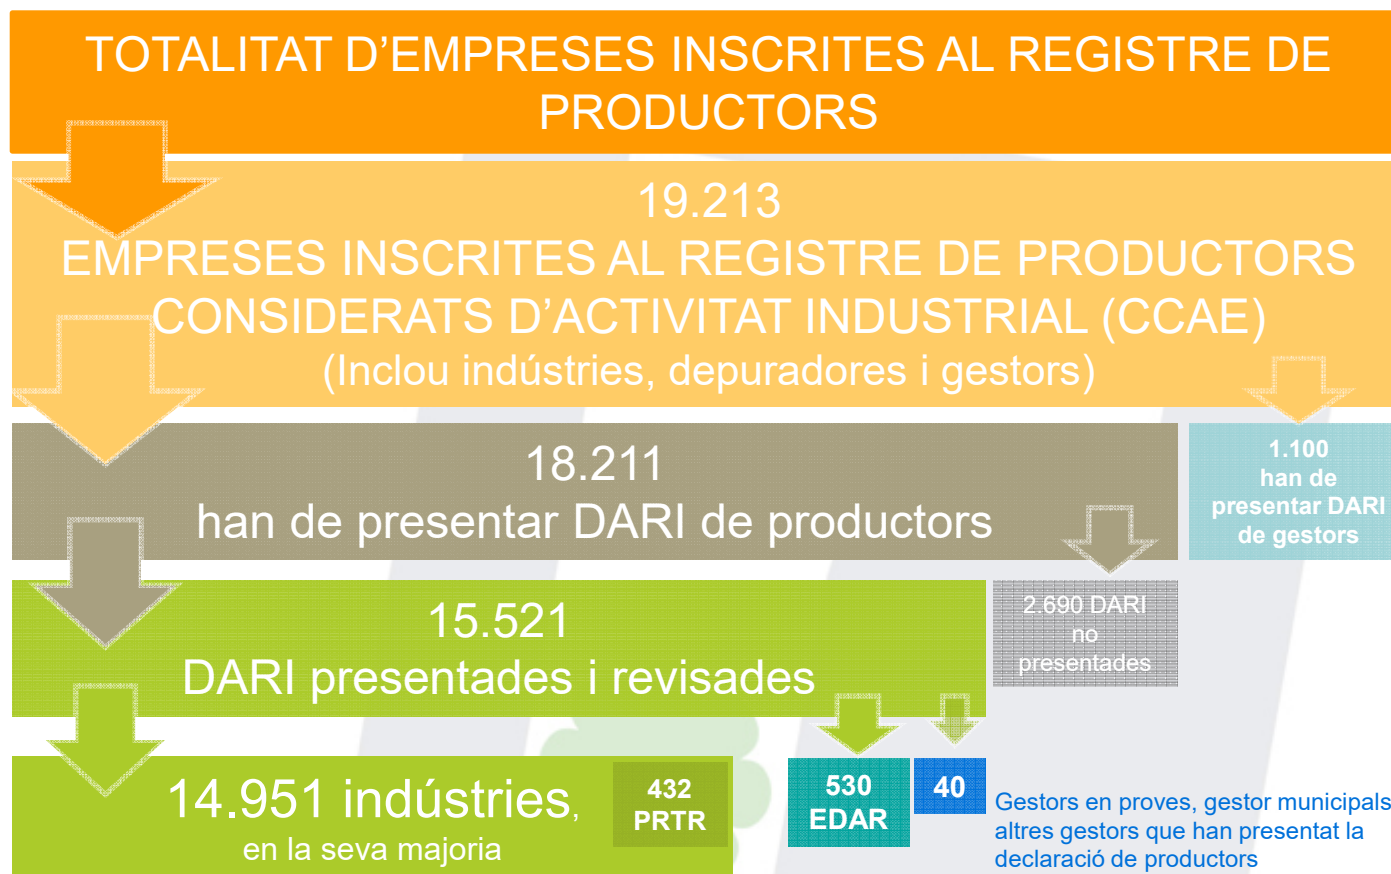 TOTALITAT D’EMPRESES INSCRITES AL REGISTRE DE
PRODUCTORS
19.213
EMPRESES INSCRITES AL REGISTRE DE PRODUCTORS
CONSIDERATS D’ACTIVITAT INDUSTRIAL (CCAE)
(Inclou indústries, depuradores i gestors)
18.211
han de presentar DARI de productors
1.100
han de
presentar DARI
de gestors
15.521
DARI presentades i revisades
2.690 DARI
no
presentades
14.951 indústries,
en la seva majoria
432
PRTR
530
EDAR
40
Gestors en proves, gestor municipals
altres gestors que han presentat la
declaració de productors